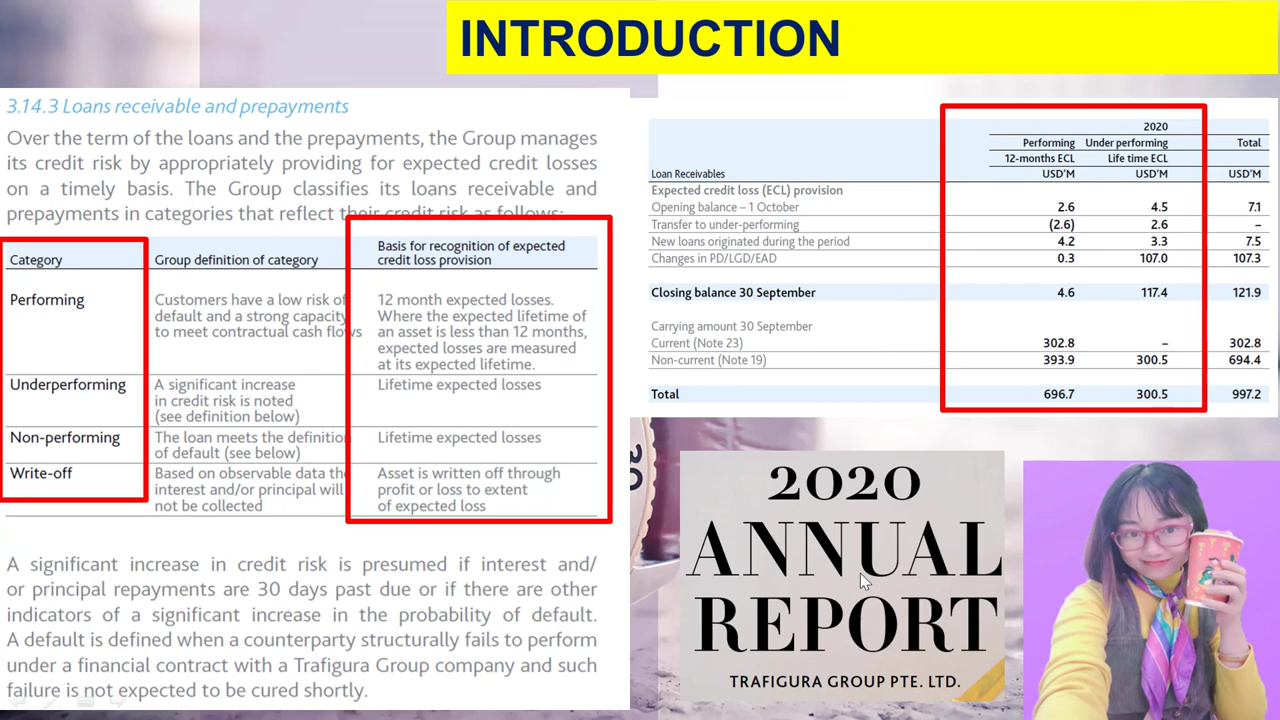 INTRODUCTION
3.14.3 Loans receivable and prepayments
Over the term of the loans and the prepayments, the Group manages
its credit risk by appropriately providing for expected credit losses
on a timely basis. The Group classifies its loans receivable and
prepayments in categories that reflect their credit risk as follows:
Category
Group definition of category
Basis for recognition of expected
credit loss provision
Performing
Customers have a low risk of
default and a strong capacity
to meet contractual cash flows
12 month expected losses.
Where the expected lifetime of
an asset is less than 12 months,
expected losses are measured
at its expected lifetime.
Underperforming
A significant increase
in credit risk is noted
(see definition below)
Lifetime expected losses
Non-performing
The loan meets the definition
of default (see below)
Lifetime expected losses
Write-off
Based on observable data the
interest and/or principal will
not be collected
Asset is written off through
profit or loss to extent
of expected loss
A significant increase in credit risk is presumed if interest and/
or principal repayments are 30 days past due or if there are other
indicators of a significant increase in the probability of default.
A default is defined when a counterparty structurally fails to perform
under a financial contract with a Trafigura Group company and such
failure is not expected to be cured shortly.
2020
Performing Under performing Total
12-months ECL Life time ECL
Loan Receivables USD'M USD'M USD'M
Expected credit loss (ECL) provision
Opening balance – 1 October 2.6 4.5 7.1
Transfer to under-performing (2.6) 2.6 –
New loans originated during the period 4.2 3.3 7.5
Changes in PD/LGD/EAD 0.3 107.0 107.3
Closing balance 30 September 4.6 117.4 121.9
Carrying amount 30 September
Current (Note 23) 302.8 – 302.8
Non-current (Note 19) 393.9 300.5 694.4
Total 696.7 300.5 997.2
2020
ANNUAL
REPORT
TRAFIGURA GROUP PTE. LTD.